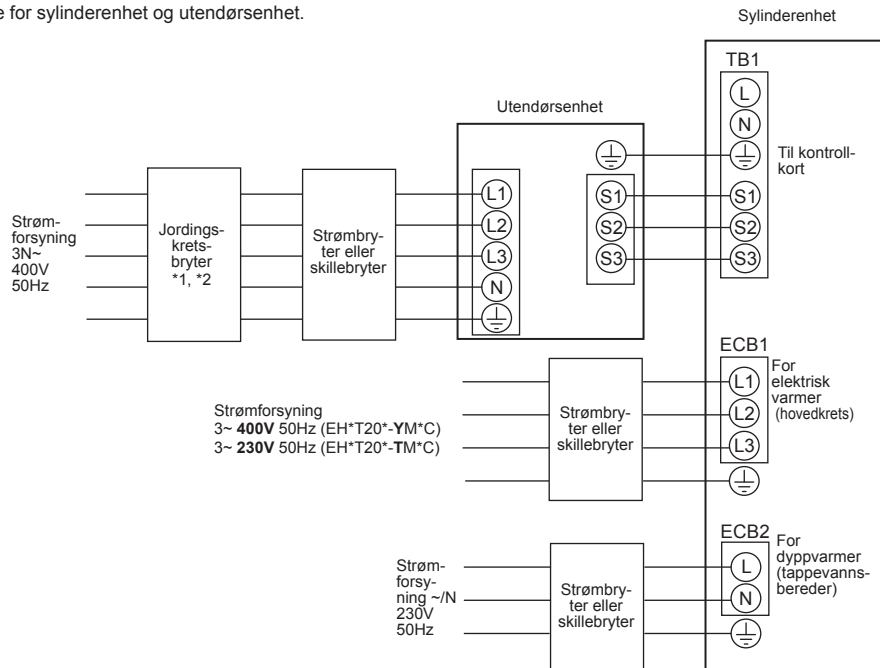 e for sylinderenhet og utendørsenhet.
Sylinderenhet
TB1
L
N
Til kontroll-
kort
S1
S2
S3
Utendørsenhet
L1
L2
L3
N
S1
S2
S3
Strøm-
forsyning
3N~
400V
50Hz
Jordings-
krets-
bryter
*1, *2
Strømbry-
ter eller
skillebryter
ECB1
L1
L2
L3
For
elektrisk
varmer
(hovedkrets)
Strømforsyning
3~ 400V 50Hz (EH*T20*-YM*C)
3~ 230V 50Hz (EH*T20*-TM*C)
Strømbry-
ter eller
skillebryter
ECB2
L
N
For
dyppvarmer
(tappevanns-
bereder)
Strøm-
forsy-
ning ~/N
230V
50Hz
Strømbry-
ter eller
skillebryter